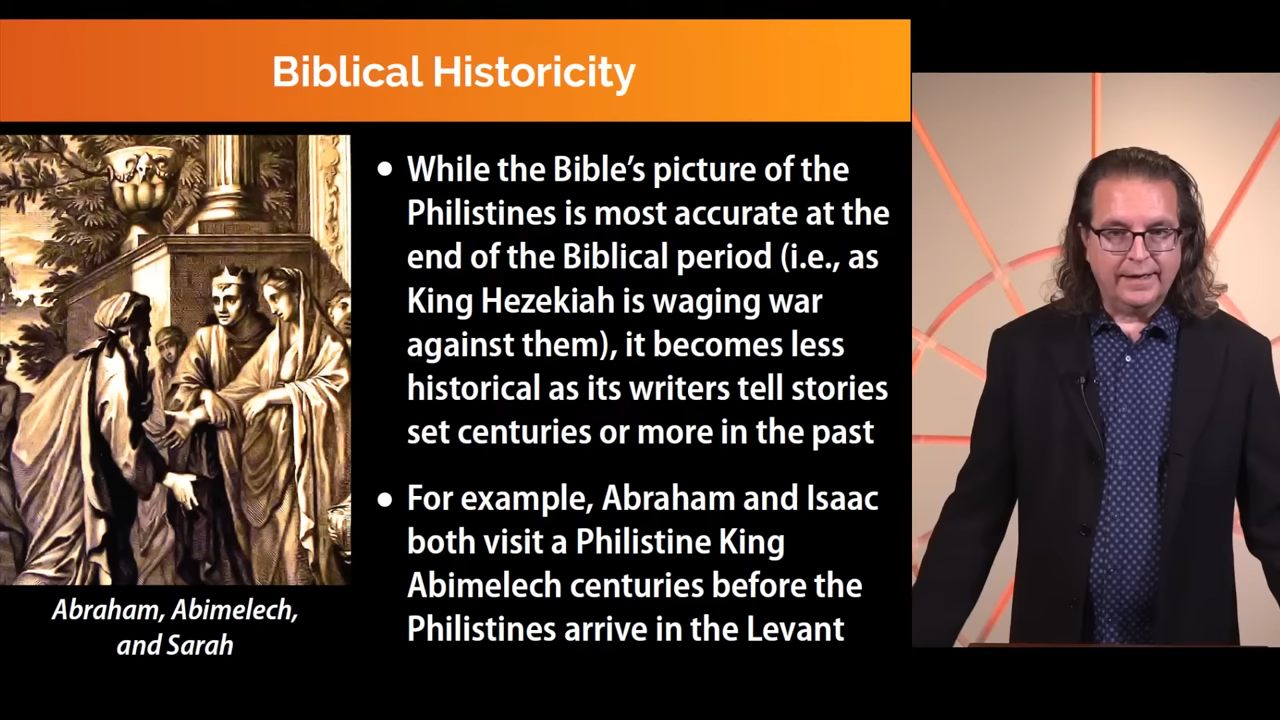 Biblical Historicity
● While the Bible’s picture of the
Philistines is most accurate at the
end of the Biblical period (i.e., as
King Hezekiah is waging war
against them), it becomes less
historical as its writers tell stories
set centuries or more in the past
● For example, Abraham and Isaac
both visit a Philistine King
Abimelech centuries before the
Philistines arrive in the Levant
Abraham, Abimelech,
and Sarah